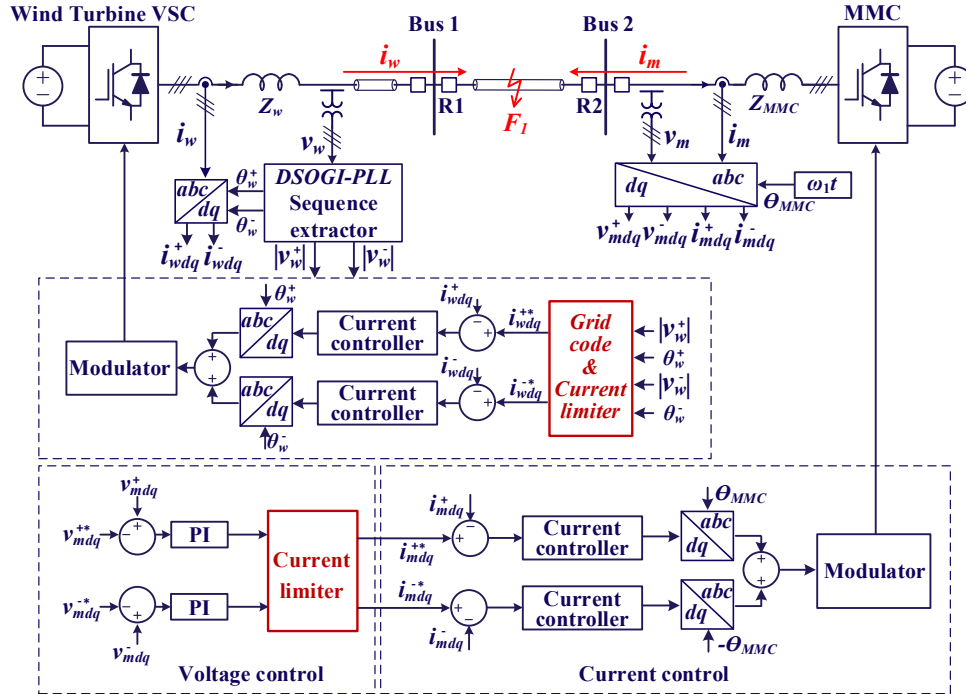 Wind Turbine VSC
Bus 1
Bus 2
MMC
i_w
i_m
Z_w
R1
F_1
R2
Z_MMC
i_w
v_w
v_m
i_m
abc
dq
θ_w^+
θ_w^-
DSOGI-PLL
Sequence
extractor
dq
abc
ω_1t
Θ_MMC
i_wdq^+
i_wdq^-
|v_w^+|
|v_w^-|
v_mdq^+
v_mdq^-
i_mdq^+
i_mdq^-
θ_w^+
abc
dq
Current
controller
i_wdq^+
−
+
i_wdq^+*
Grid
code
&
Current
limiter
|v_w^+|
θ_w^+
|v_w^-|
θ_w^-
Modulator
+
+
abc
dq
θ_w^-
Current
controller
i_wdq^-
−
+
i_wdq^-*
v_mdq^+
v_mdq^+*
+
−
PI
v_mdq^-*
−
+
PI
v_mdq^-
Current
limiter
Voltage control
i_mdq^+
−
+
i_mdq^+*
Current
controller
Θ_MMC
abc
dq
i_mdq^-*
+
−
i_mdq^-
Current
controller
abc
dq
-Θ_MMC
+
+
Modulator
Current control